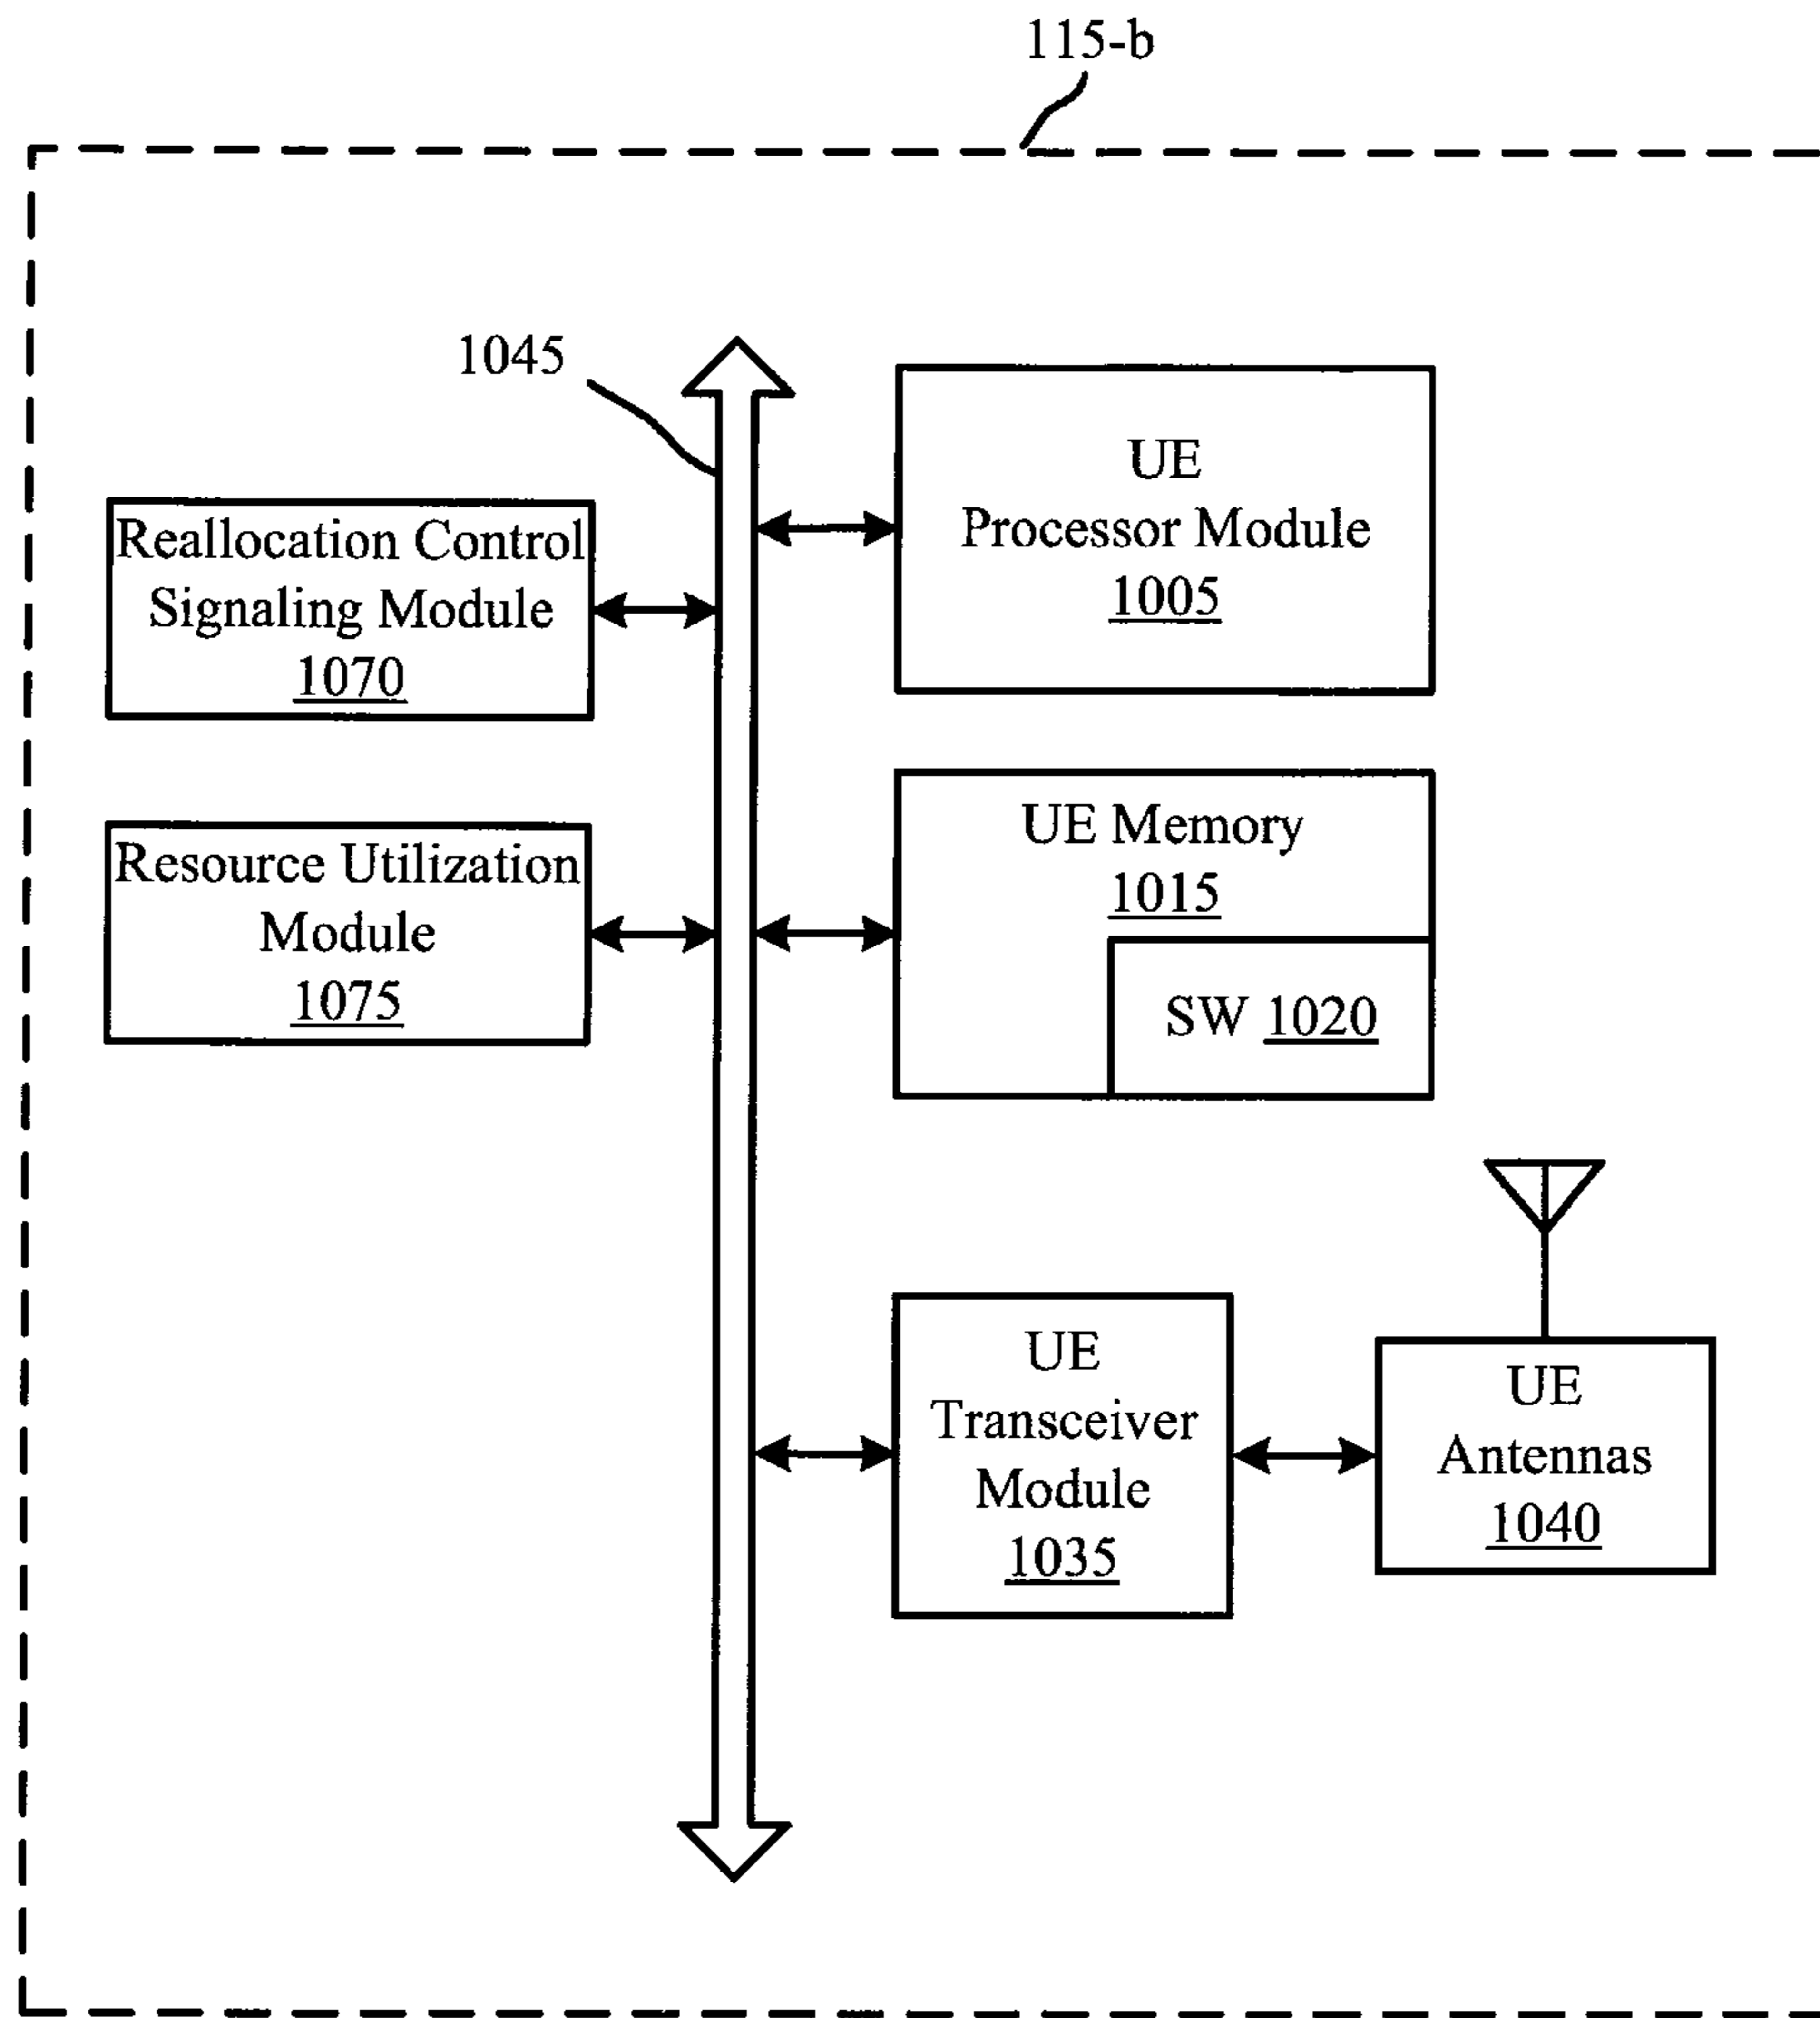 115-b
1045
UE
Processor Module
1005
Reallocation Control
Signaling Module
1070
UE Memory
1015
SW 1020
Resource Utilization
Module
1075
UE
Transceiver
Module
1035
UE
Antennas
1040